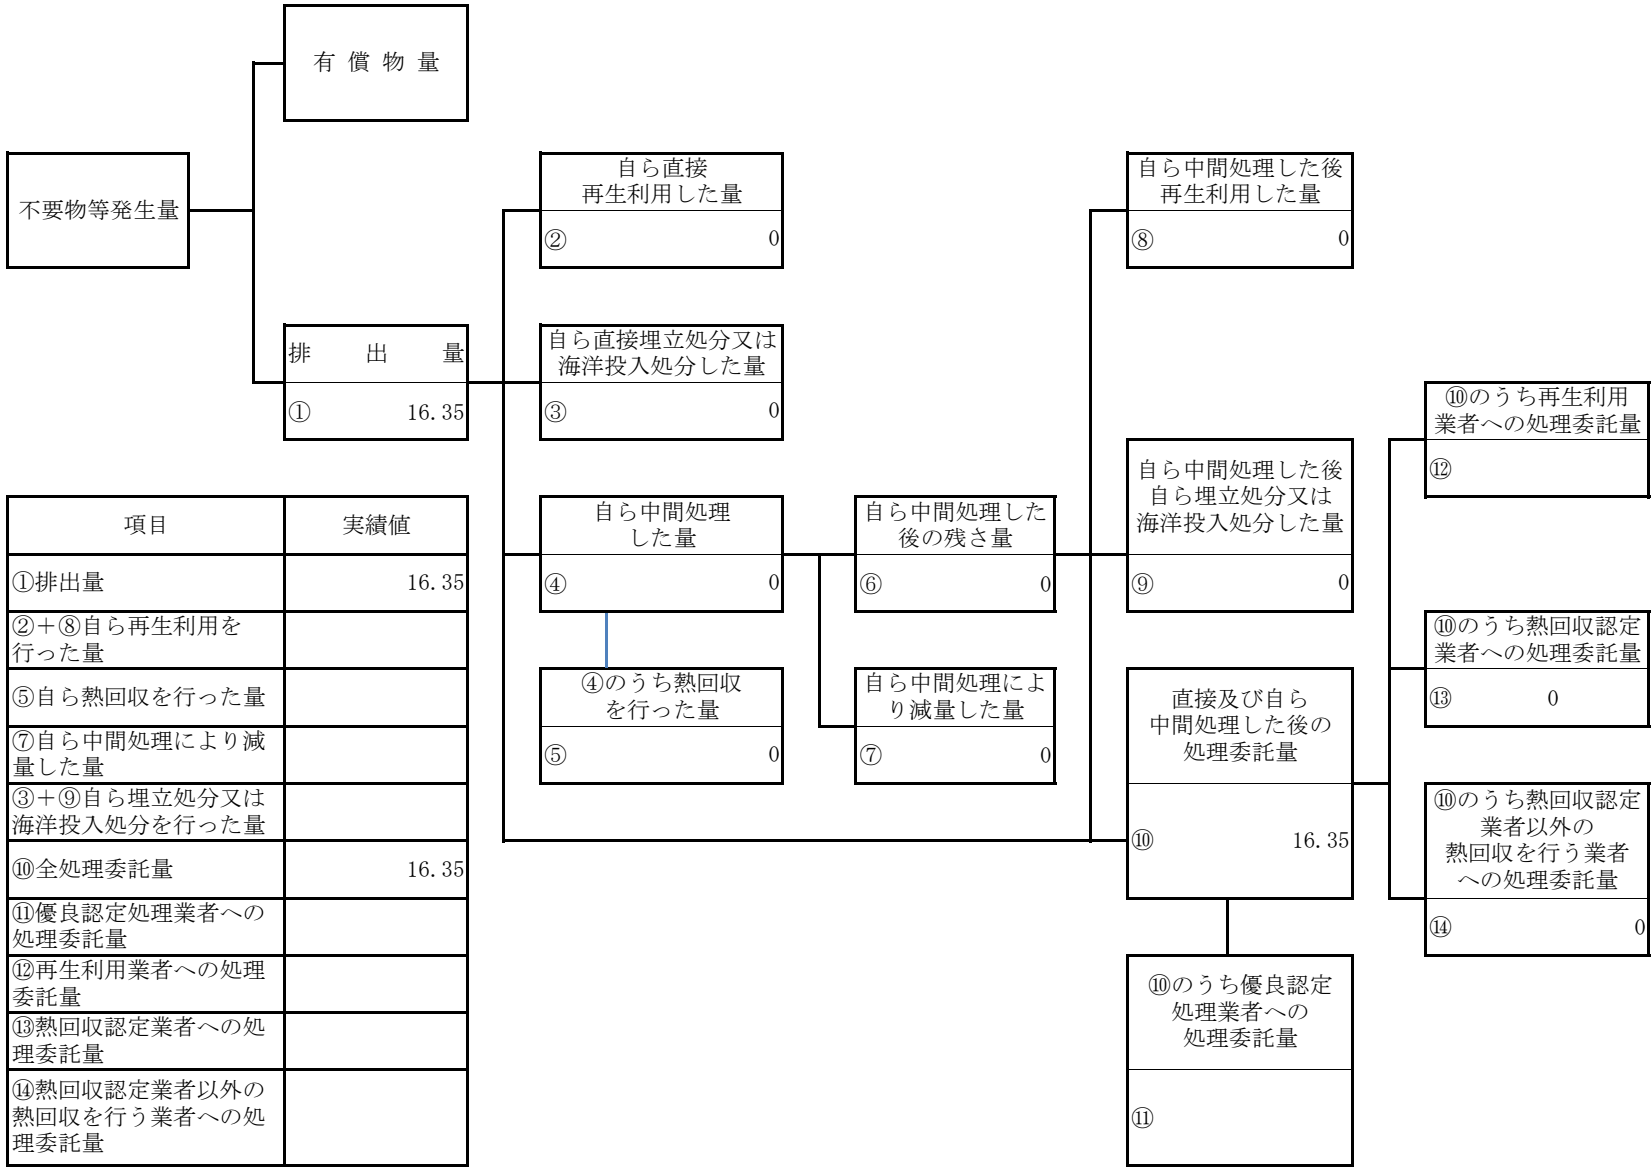 有 償 物 量
不要物等発生量
自ら直接
再生利用した量
② 0
自ら中間処理した後
再生利用した量
⑧ 0
排 出 量
① 16.35
自ら直接埋立処分又は
海洋投入処分した量
③ 0
⑩のうち再生利用
業者への処理委託量
⑫
自ら中間処理した後
自ら埋立処分又は
海洋投入処分した量
⑨ 0
自ら中間処理
した量
④ 0
自ら中間処理した
後の残さ量
⑥ 0
⑩のうち熱回収認定
業者への処理委託量
⑬ 0
④のうち熱回収
を行った量
⑤ 0
自ら中間処理によ
り減量した量
⑦ 0
直接及び自ら
中間処理した後の
処理委託量
⑩ 16.35
⑩のうち熱回収認定
業者以外の
熱回収を行う業者
への処理委託量
⑭ 0
⑩のうち優良認定
処理業者への
処理委託量
⑪
項目 実績値
①排出量 16.35
②＋⑧自ら再生利用を
行った量
⑤自ら熱回収を行った量
⑦自ら中間処理により減
量した量
③＋⑨自ら埋立処分又は
海洋投入処分を行った量
⑩全処理委託量 16.35
⑪優良認定処理業者への
処理委託量
⑫再生利用業者への処理
委託量
⑬熱回収認定業者への処
理委託量
⑭熱回収認定業者以外の
熱回収を行う業者への処
理委託量